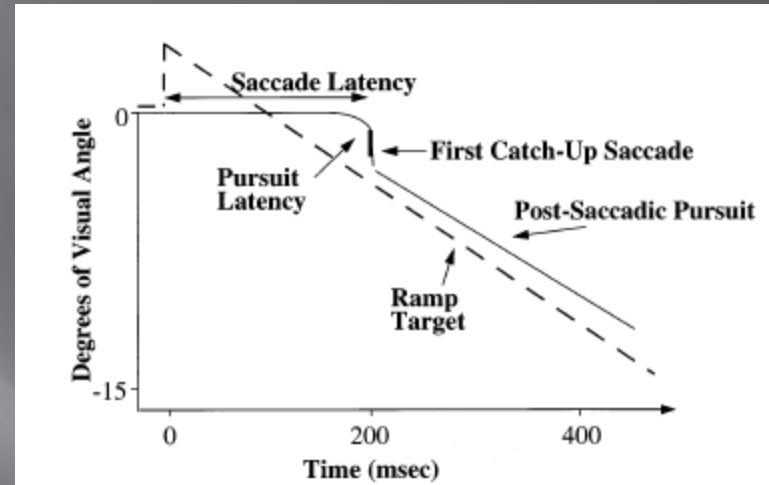 Saccade Latency
0
First Catch-Up Saccade
Pursuit
Latency
Post-Saccadic Pursuit
Ramp
Target
Degrees of Visual Angle
-15
0 200 400
Time (msec)